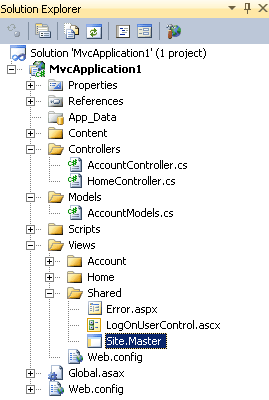 Solution Explorer
Solution 'MvcApplication1' (1 project)
MvcApplication1
Properties
References
App_Data
Content
Controllers
AccountController.cs
HomeController.cs
Models
AccountModels.cs
Scripts
Views
Account
Home
Shared
Error.aspx
LogOnUserControl.ascx
Site.Master
Web.config
Global.asax
Web.config